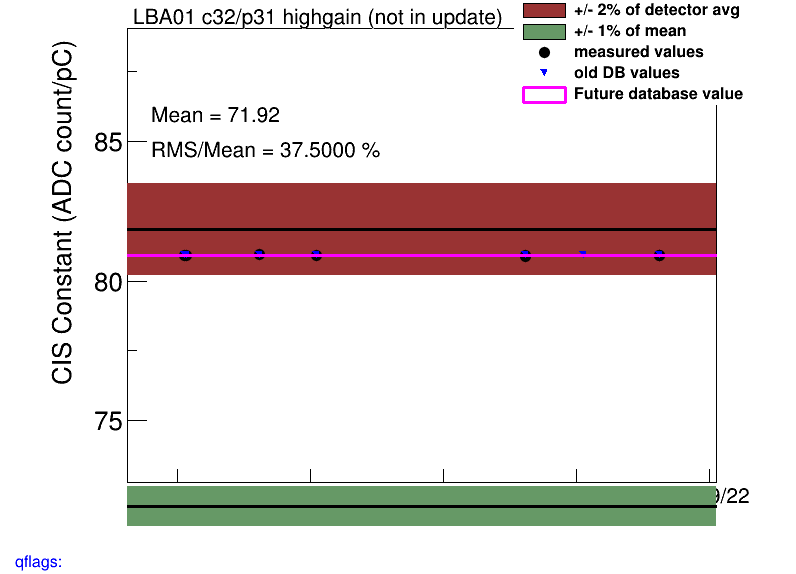 LBA01 c32/p31 highgain (not in update)
+/- 2% of detector avg
+/- 1% of mean
measured values
old DB values
Future database value
CIS Constant (ADC count/pC)
Mean = 71.92
RMS/Mean = 37.5000 %
85
80
75
/22
qflags: